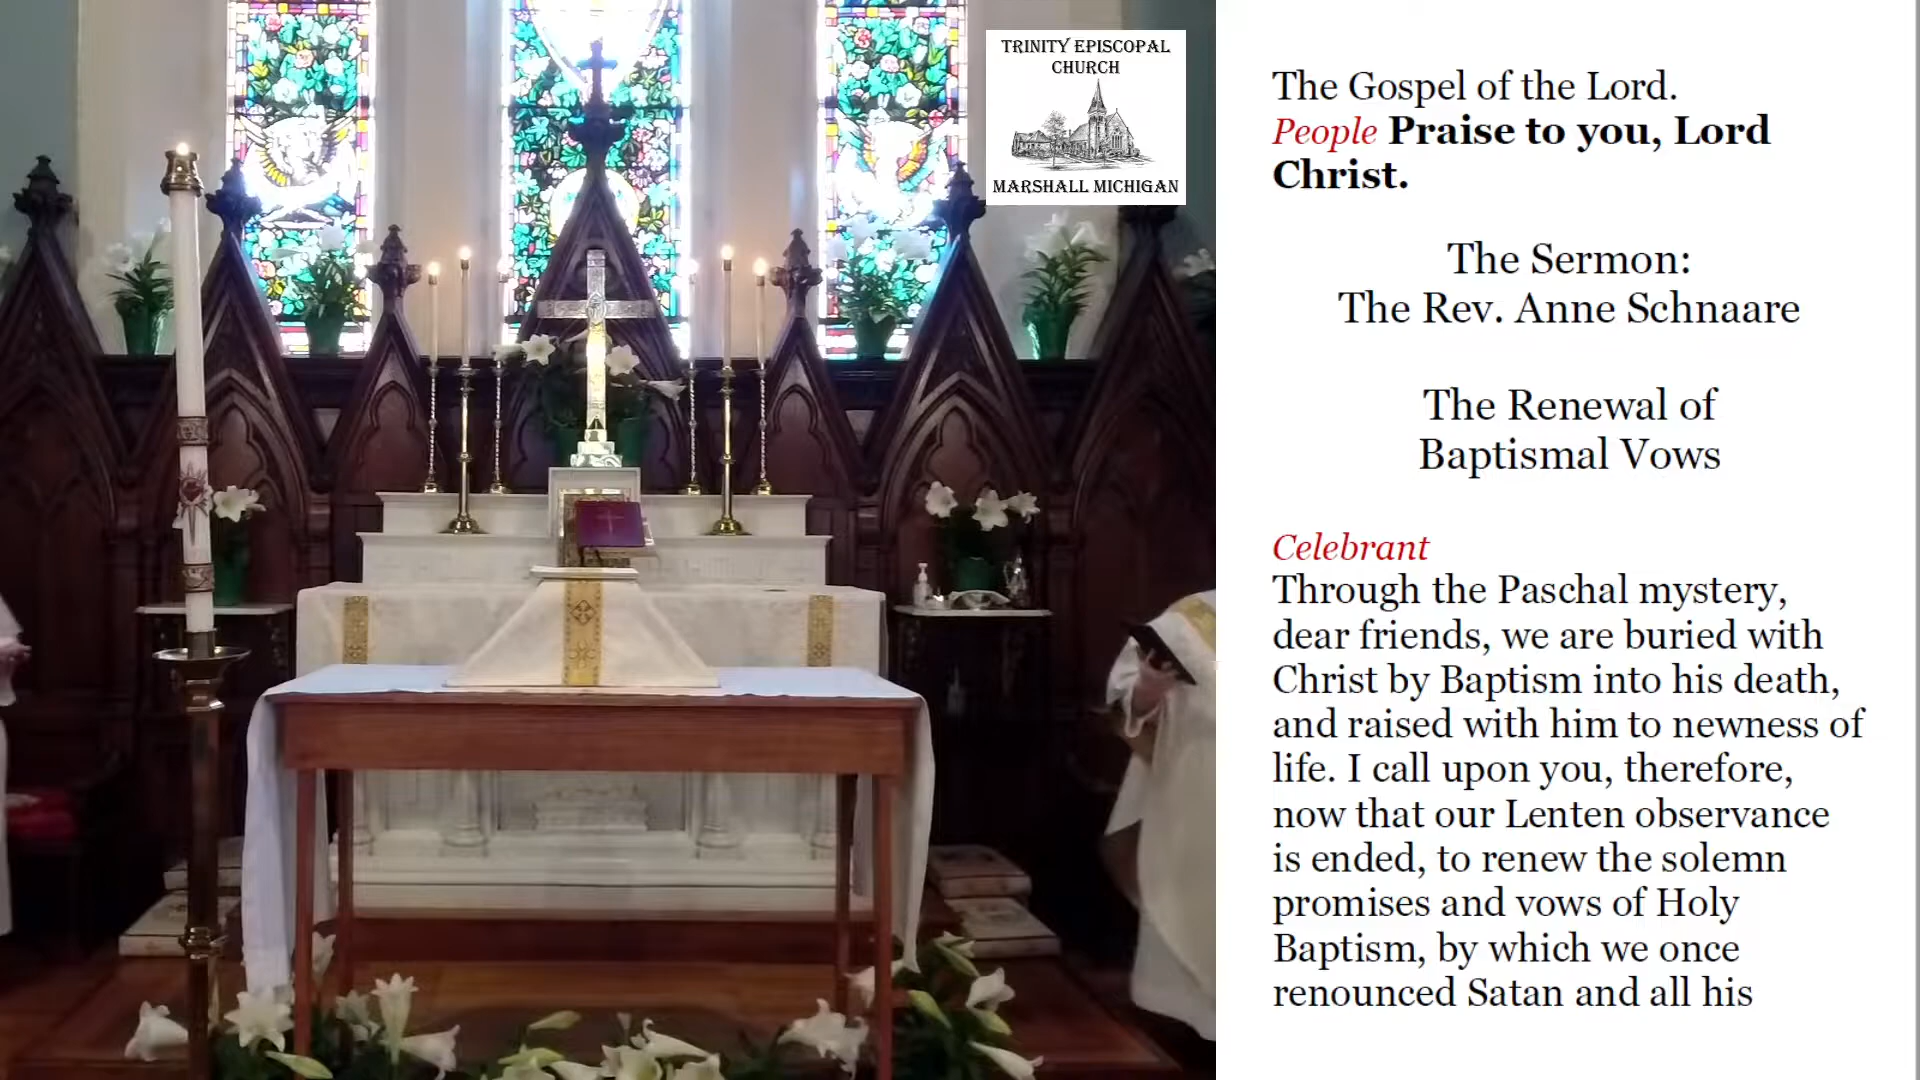 TRINITY EPISCOPAL
CHURCH
MARSHALL MICHIGAN
The Gospel of the Lord.
People Praise to you, Lord
Christ.
The Sermon:
The Rev. Anne Schnaare
The Renewal of
Baptismal Vows
Celebrant
Through the Paschal mystery,
dear friends, we are buried with
Christ by Baptism into his death,
and raised with him to newness of
life. I call upon you, therefore,
now that our Lenten observance
is ended, to renew the solemn
promises and vows of Holy
Baptism, by which we once
renounced Satan and all his